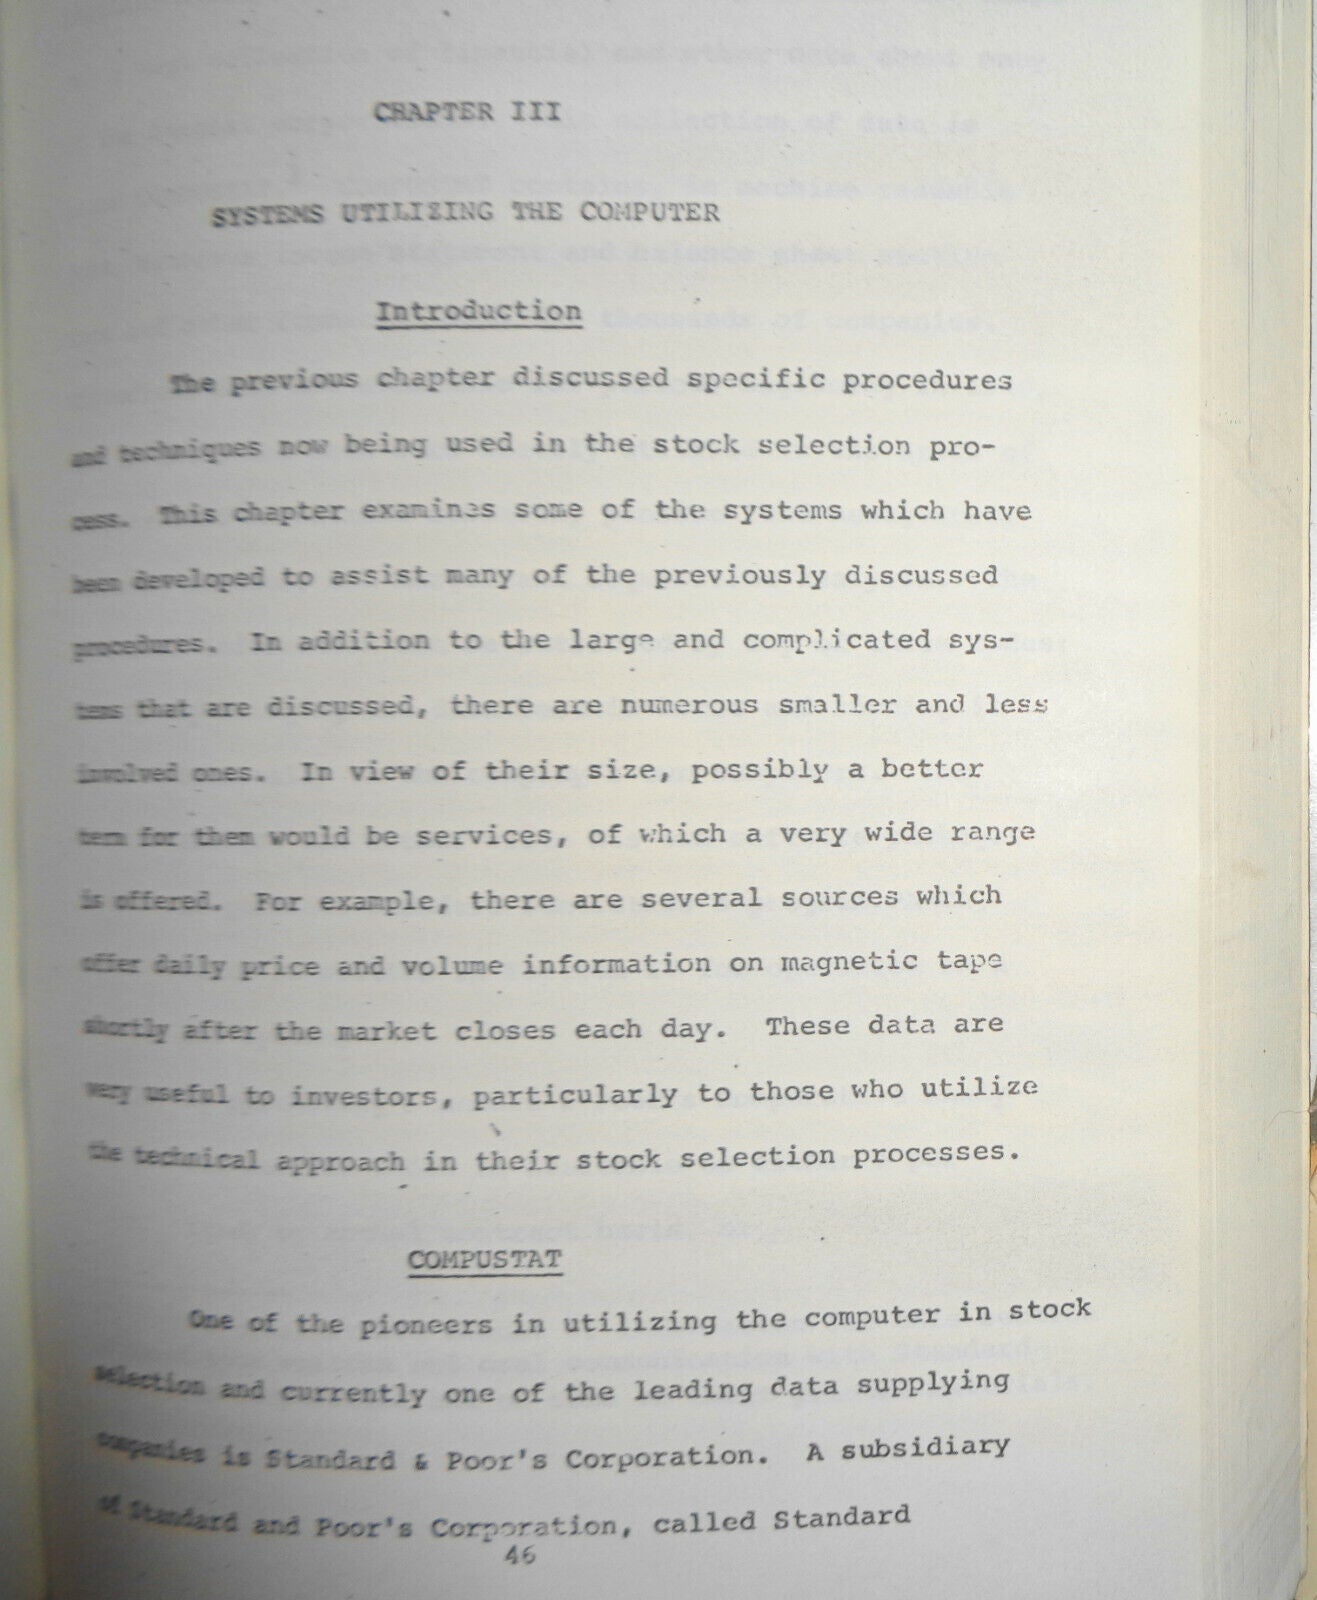 CHAPTER III
SYSTEMS UTILIZING THE COMPUTER
Introduction
The previous chapter discussed specific procedures
and techniques now being used in the stock selection pro-
cess. This chapter examines some of the systems which have
been developed to assist many of the previously discussed
procedures. In addition to the large and complicated sys-
tems that are discussed, there are numerous smaller and less
involved ones. In view of their size, possibly a better
term for them would be services, of which a very wide range
is offered. For example, there are several sources which
offer daily price and volume information on magnetic tape
shortly after the market closes each day. These data are
very useful to investors, particularly to those who utilize
the technical approach in their stock selection processes.
COMPUSTAT
One of the pioneers in utilizing the computer in stock
selection and currently one of the leading data supplying
companies is Standard & Poor's Corporation. A subsidiary
of Standard and Poor's Corporation, called Standard
46